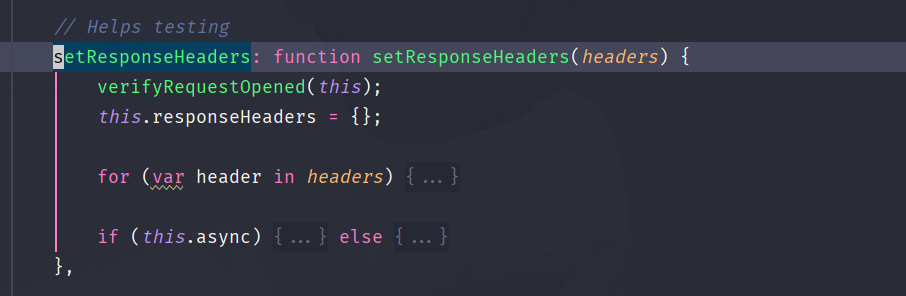 // Helps testing
setResponseHeaders: function setResponseHeaders(headers) {
verifyRequestOpened(this);
this.responseHeaders = {};
for (var header in headers) {...}
if (this.async) {...} else {...}
},